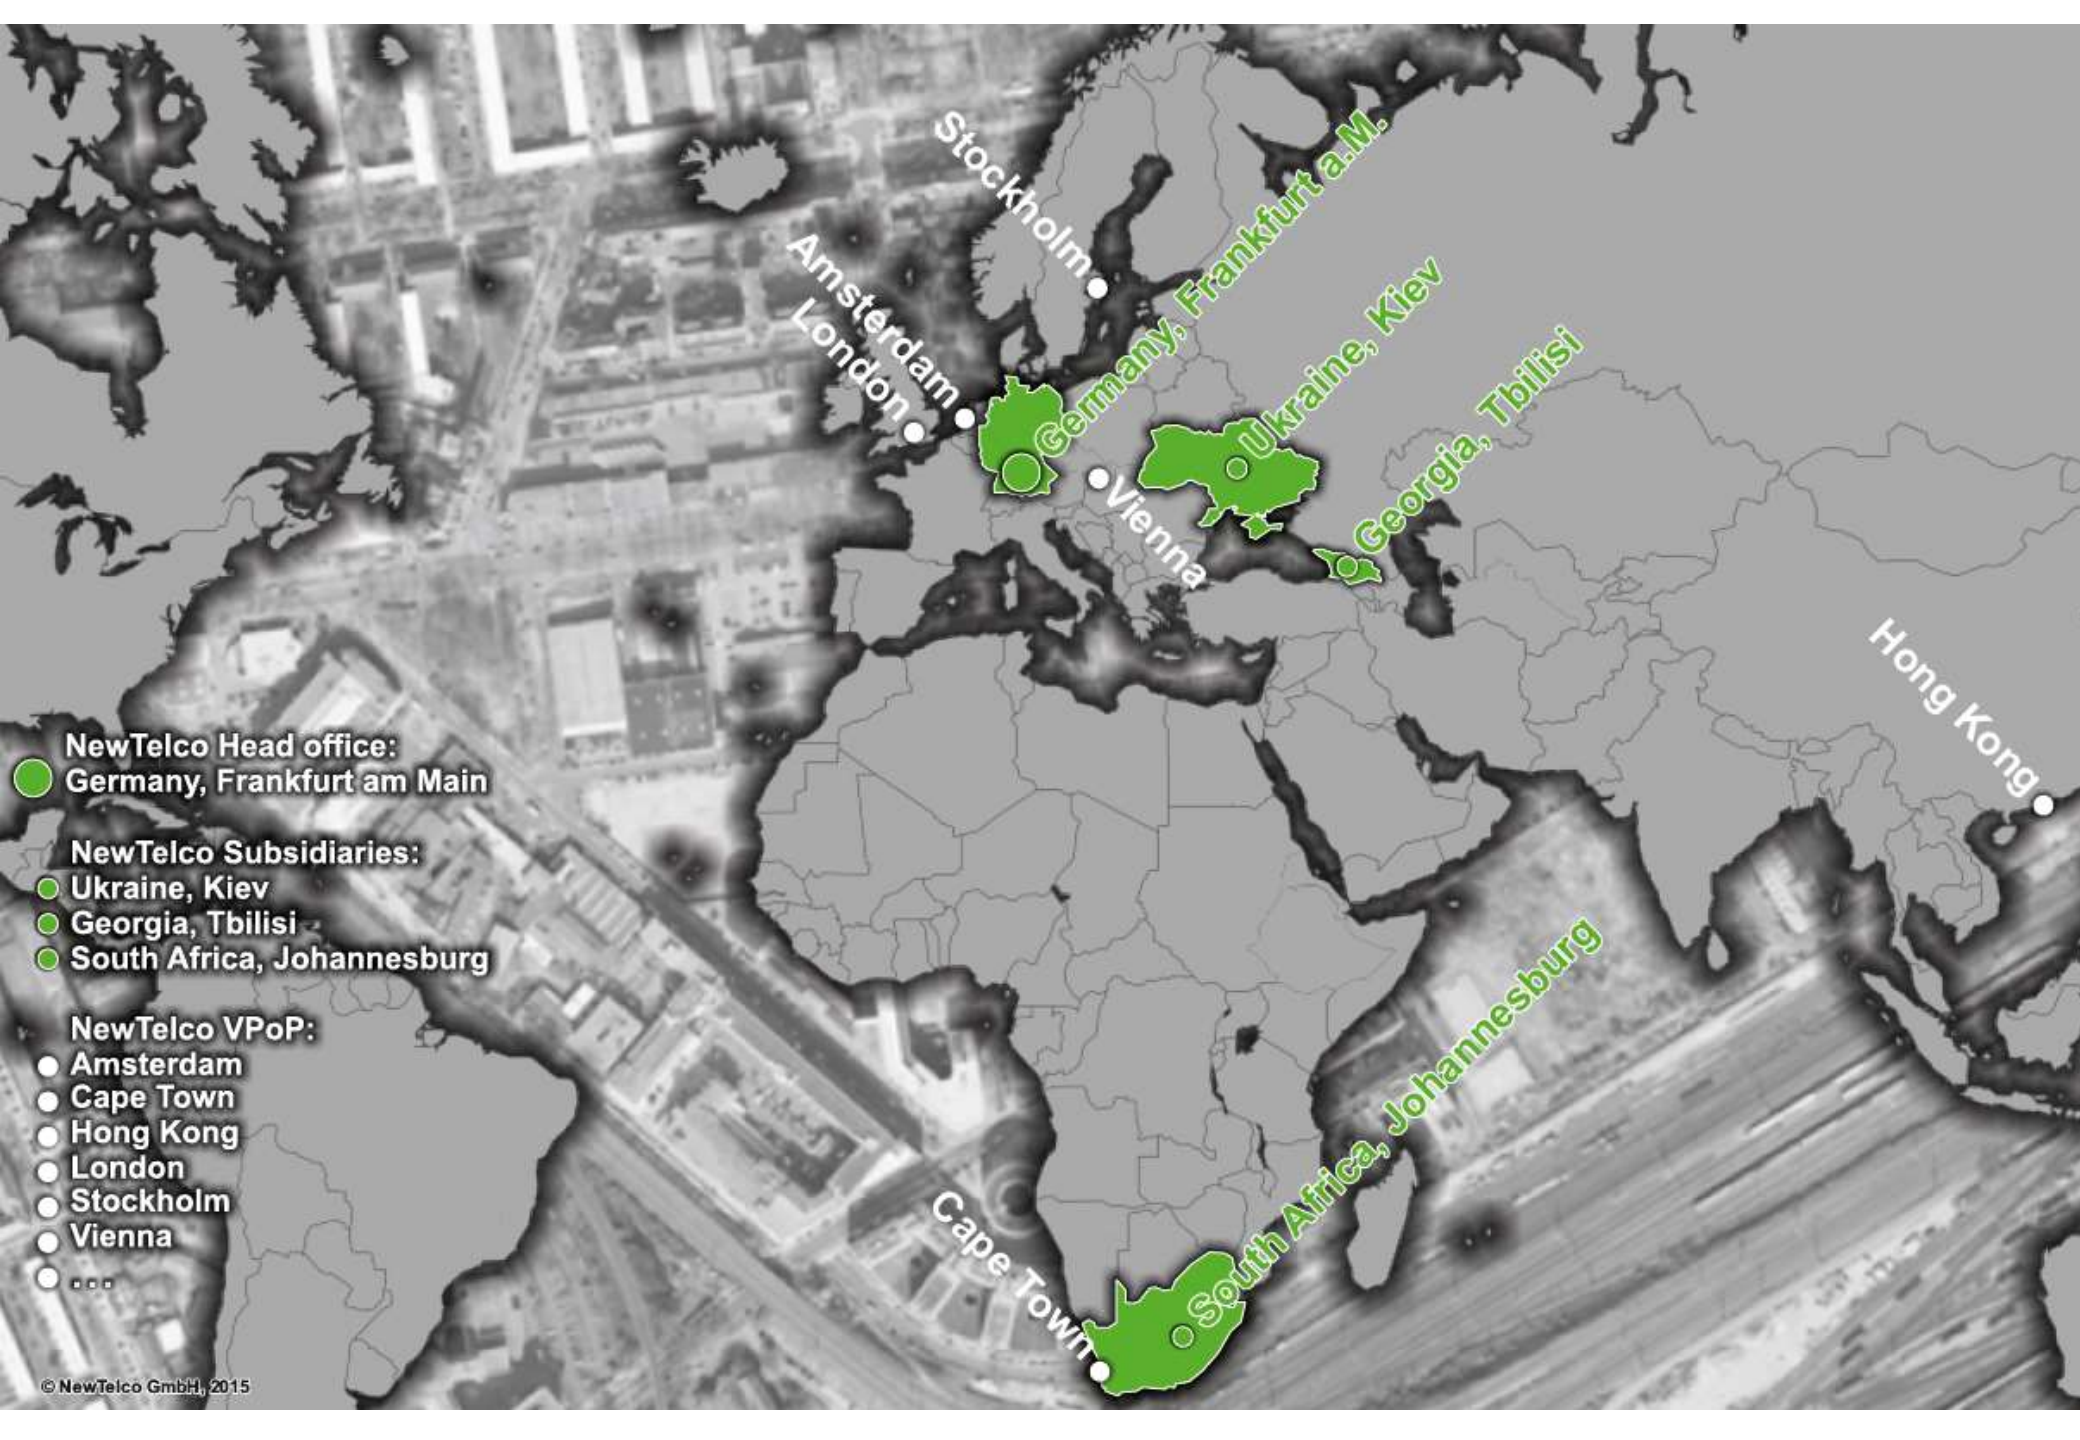 Stockholm
Germany, Frankfurt a.M.
Amsterdam
London
Ukraine, Kiev
Georgia, Tbilisi
Vienna
Hong Kong
NewTelco Head office:
Germany, Frankfurt am Main
NewTelco Subsidiaries:
Ukraine, Kiev
Georgia, Tbilisi
South Africa, Johannesburg
NewTelco VPoP:
Amsterdam
Cape Town
Hong Kong
London
Stockholm
Vienna
...
South Africa, Johannesburg
Cape Town
© NewTelco GmbH, 2015